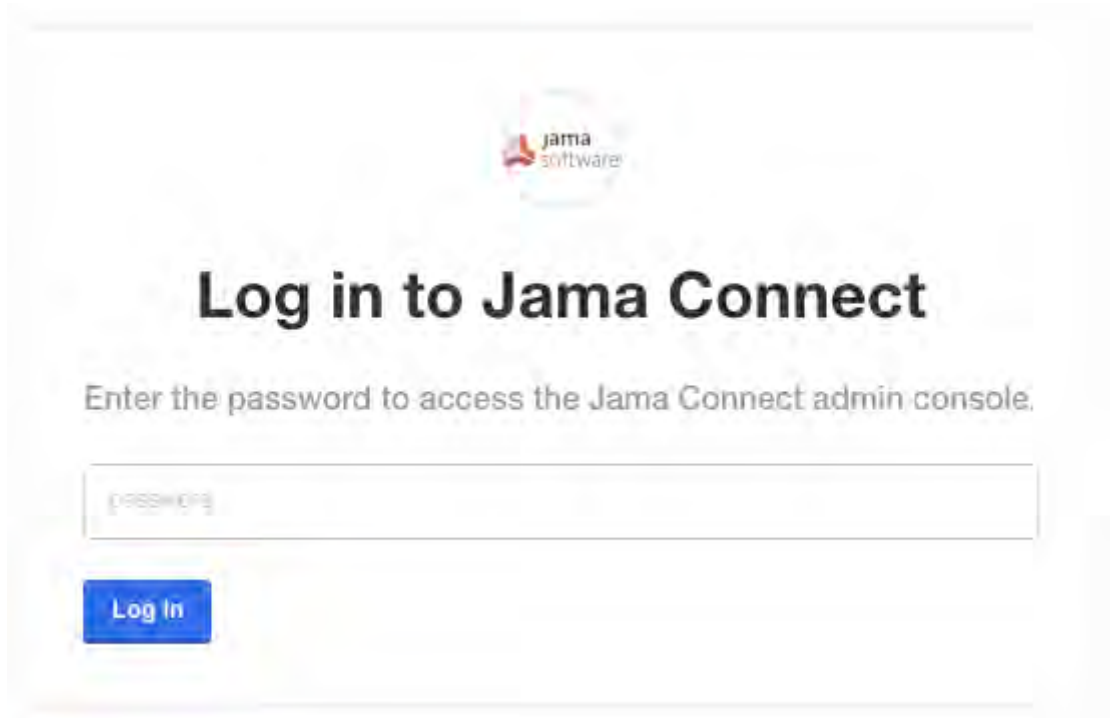 jama
software
Log in to Jama Connect
Enter the password to access the Jama Connect admin console.
password
Log in